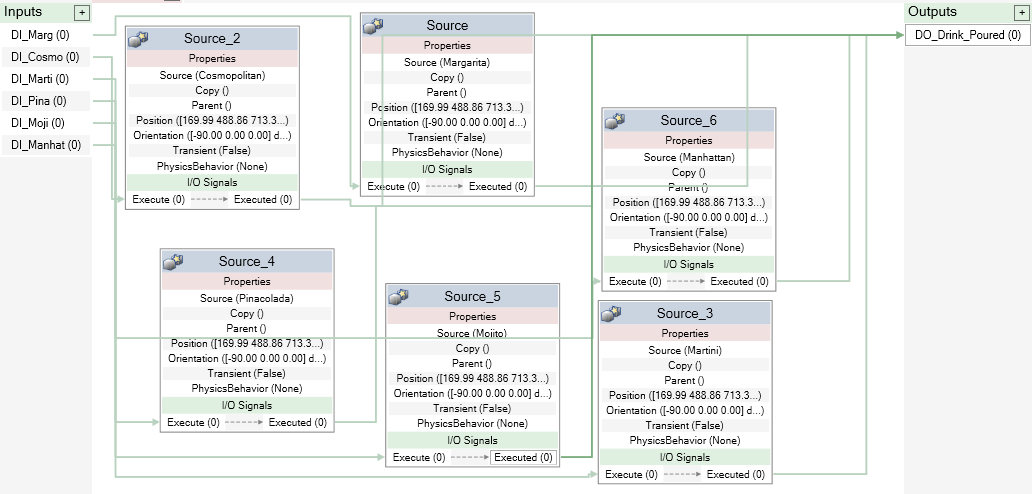 Inputs
+
DI_Marg (0)
DI_Cosmo (0)
DI_Marti (0)
DI_Pina (0)
DI_Moji (0)
DI_Manhat (0)
Source_2
Properties
Source (Cosmopolitan)
Copy ()
Parent ()
Position ([169.99 488.86 713.3...)
Orientation ([-90.00 0.00 0.00] d...)
Transient (False)
PhysicsBehavior (None)
I/O Signals
Execute (0) Executed (0)
Source
Properties
Source (Margarita)
Copy ()
Parent ()
Position ([169.99 488.86 713.3...)
Orientation ([-90.00 0.00 0.00] d...)
Transient (False)
PhysicsBehavior (None)
I/O Signals
Execute (0) Executed (0)
Source_6
Properties
Source (Manhattan)
Copy ()
Parent ()
Position ([169.99 488.86 713.3...)
Orientation ([-90.00 0.00 0.00] d...)
Transient (False)
PhysicsBehavior (None)
I/O Signals
Execute (0) Executed (0)
Source_4
Properties
Source (Pinacolada)
Copy ()
Parent ()
Position ([169.99 488.86 713.3...)
Orientation ([-90.00 0.00 0.00] d...)
Transient (False)
PhysicsBehavior (None)
I/O Signals
Execute (0) Executed (0)
Source_5
Properties
Source (Mojito)
Copy ()
Parent ()
Position ([169.99 488.86 713.3...)
Orientation ([-90.00 0.00 0.00] d...)
Transient (False)
PhysicsBehavior (None)
I/O Signals
Execute (0) Executed (0)
Source_3
Properties
Source (Martini)
Copy ()
Parent ()
Position ([169.99 488.86 713.3...)
Orientation ([-90.00 0.00 0.00] d...)
Transient (False)
PhysicsBehavior (None)
I/O Signals
Execute (0) Executed (0)
Outputs
+
DO_Drink_Poured (0)